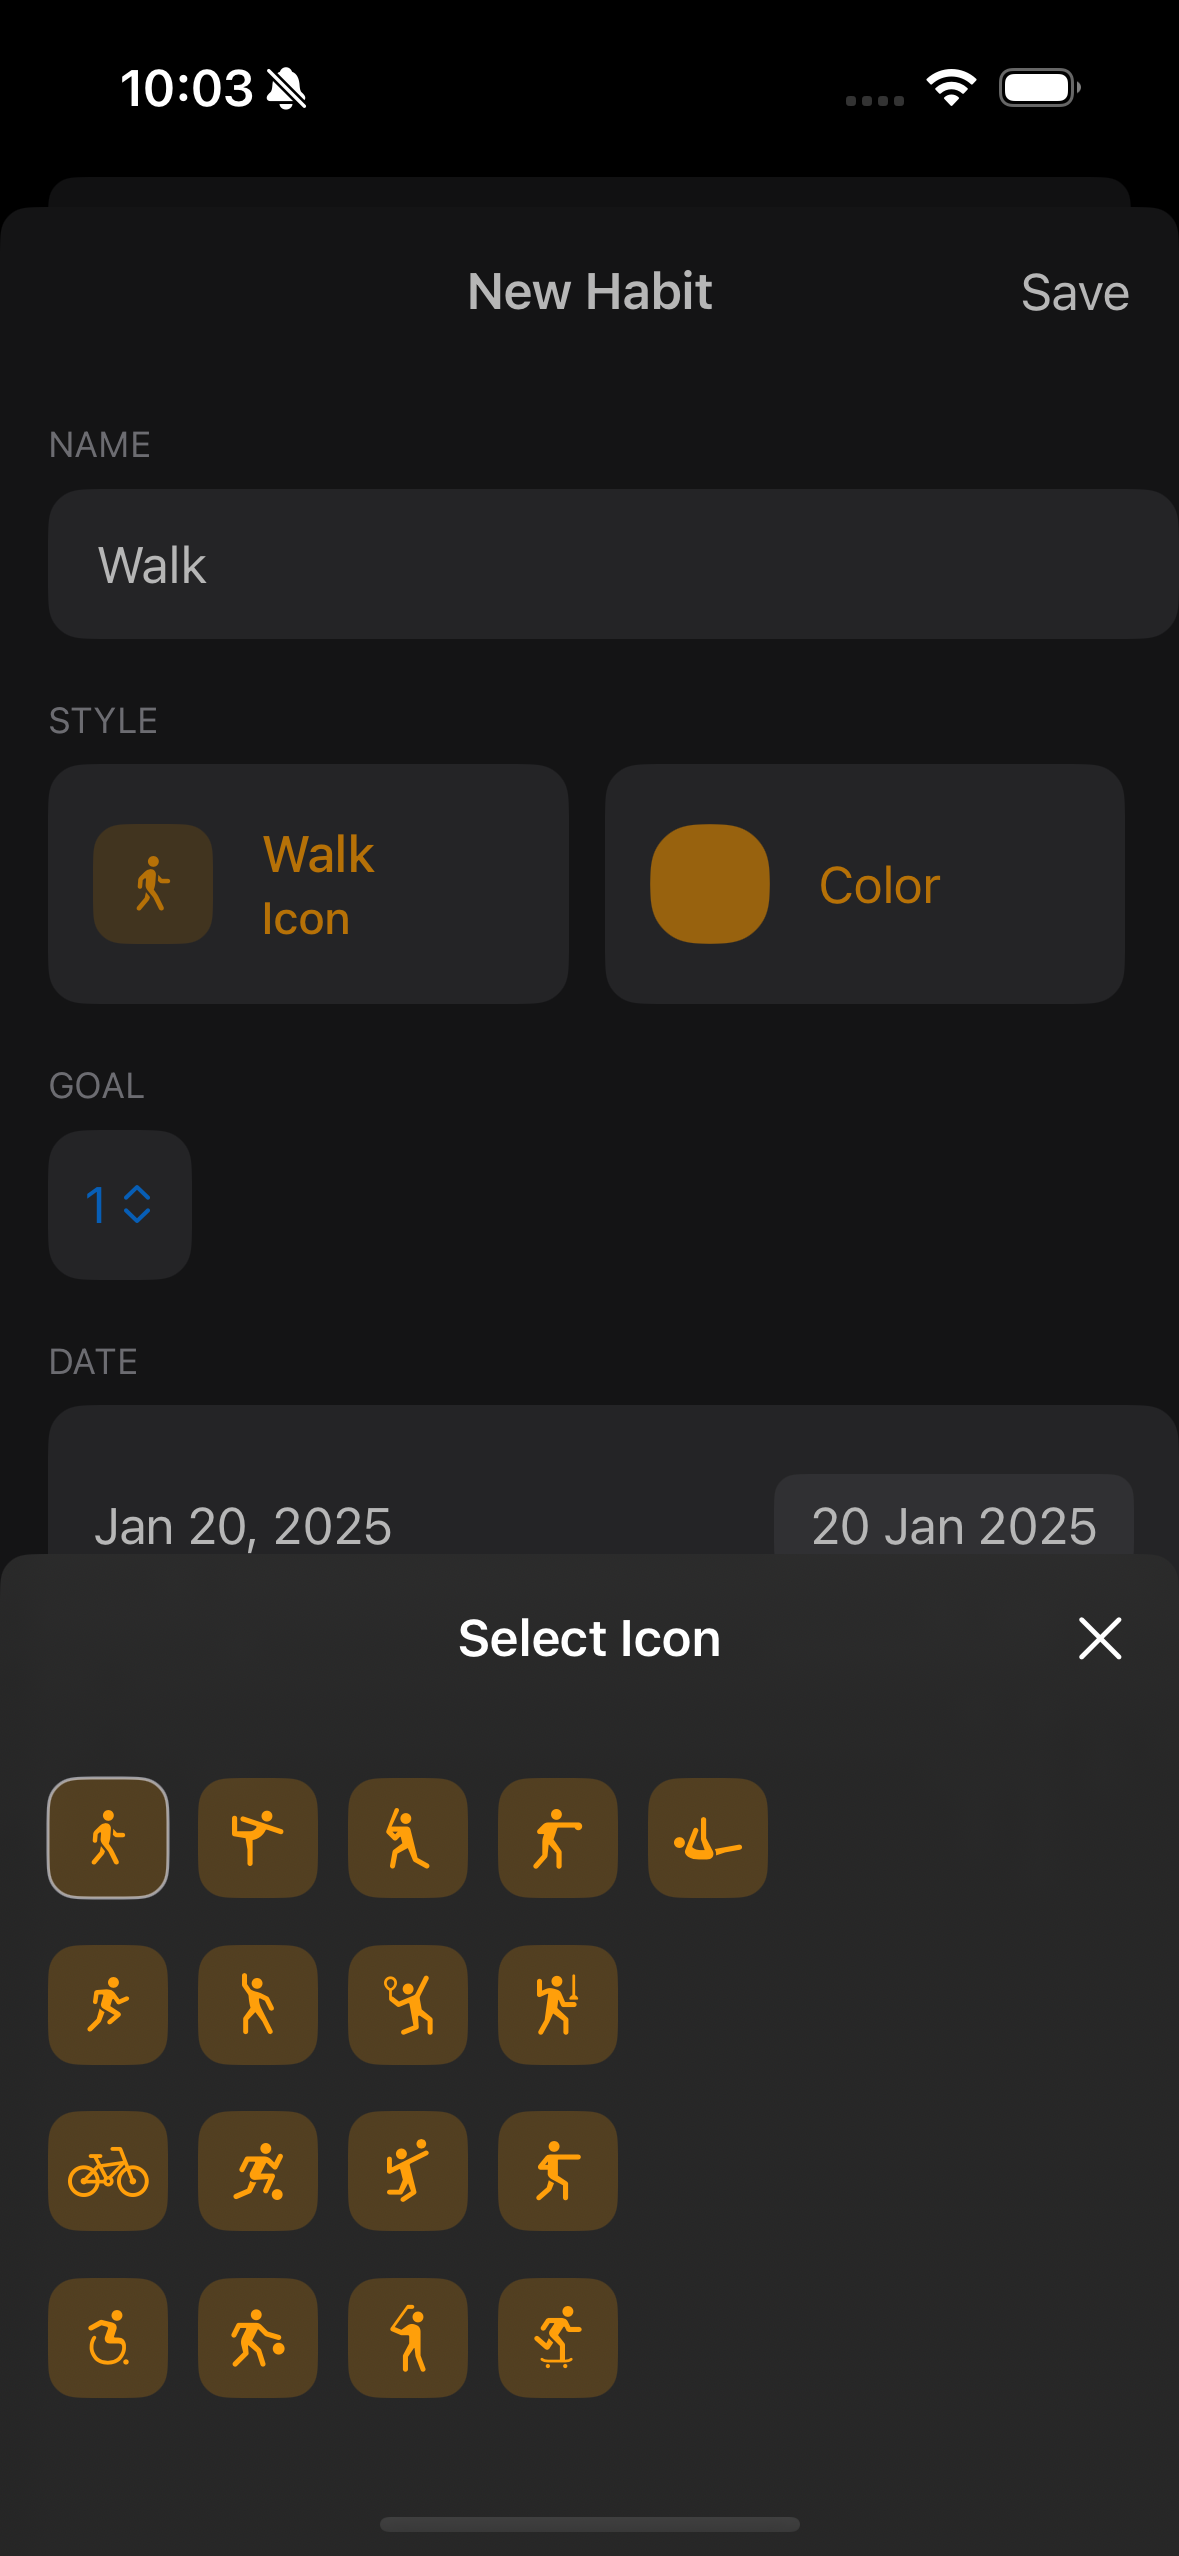 10:03
New Habit
Save
NAME
Walk
STYLE
Walk
Icon
Color
GOAL
1
DATE
Jan 20, 2025
20 Jan 2025
Select Icon